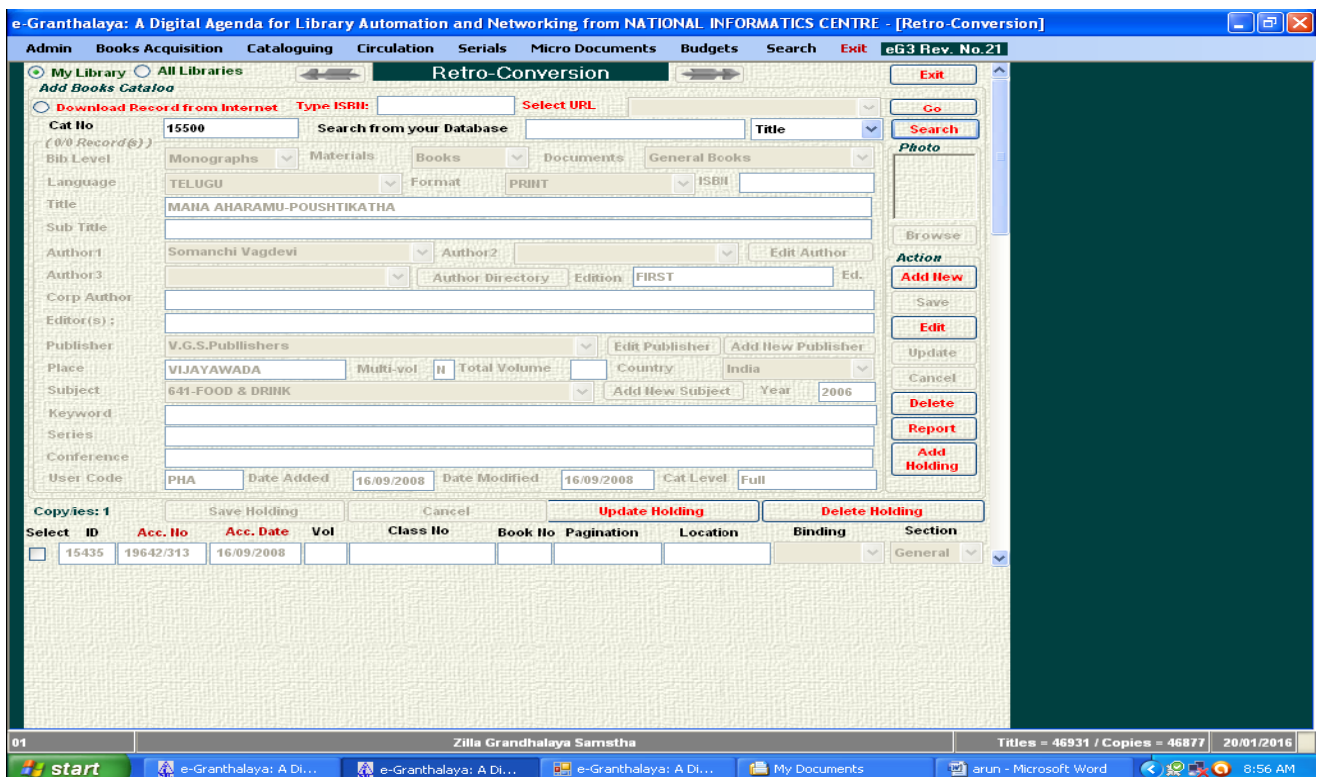 e-Granthalaya: A Digital Agenda for Library Automation and Networking from NATIONAL INFORMATICS CENTRE - [Retro-Conversion]
Admin Books Acquisition Cataloguing Circulation Serials Micro Documents Budgets Search Exit eG3 Rev. No.21
My Library All Libraries Retro-Conversion Exit
Add Books Catalog
Download Record from Internet Type ISBN: Select URL Go
Cat No 15500 Search from your Database Title Search
( 0/0 Record(s) ) Photo
Bib Level Monographs Materials Books Documents General Books
Language TELUGU Format PRINT ISBN
Title MANA AHARAMU-POUSHTIKATHA
Sub Title Browse
Author1 Somanchi Vagdevi Author2 Edit Author Action
Author3 Author Directory Edition FIRST Ed. Add New
Corp Author Save
Editor(s) : Edit
Publisher V.G.S.Publlishers Edit Publisher Add New Publisher Update
Place VIJAYAWADA Multi-vol N Total Volume Country India Cancel
Subject 641-FOOD & DRINK Add New Subject Year 2006
Keyword Delete
Series Report
Conference Add Holding
User Code PHA Date Added 16/09/2008 Date Modified 16/09/2008 Cat Level Full
Copy/ies: 1 Save Holding Cancel Update Holding Delete Holding
Select ID Acc. No Acc. Date Vol Class No Book No Pagination Location Binding Section
15435 19642/313 16/09/2008 General
01 Zilla Grandhalaya Samstha Titles = 46931 / Copies = 46877 20/01/2016
start e-Granthalaya: A Di... e-Granthalaya: A Di... e-Granthalaya: A Di... My Documents arun - Microsoft Word 8:56 AM